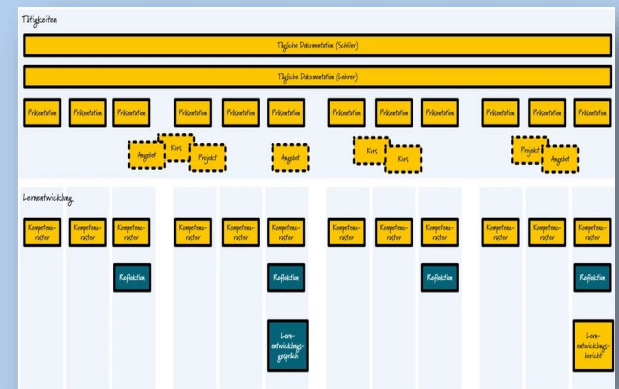 Tätigkeiten
Tägliche Dokumentation (Schüler)
Tägliche Dokumentation (Lehrer)
Präsentation Präsentation Präsentation Präsentation Präsentation Präsentation Präsentation Präsentation Präsentation Präsentation Präsentation Präsentation
Angebot Kurs Projekt Angebot Kurs Kurs Projekt Angebot
Lernentwicklung
Kompetenz- Kompetenz- Kompetenz- Kompetenz- Kompetenz- Kompetenz- Kompetenz- Kompetenz- Kompetenz- Kompetenz- Kompetenz- Kompetenz-
raster raster raster raster raster raster raster raster raster raster raster raster
Reflektion Reflektion Reflektion Reflektion
Lern- Lern-
entwicklungs- entwicklungs-
gespräch bericht